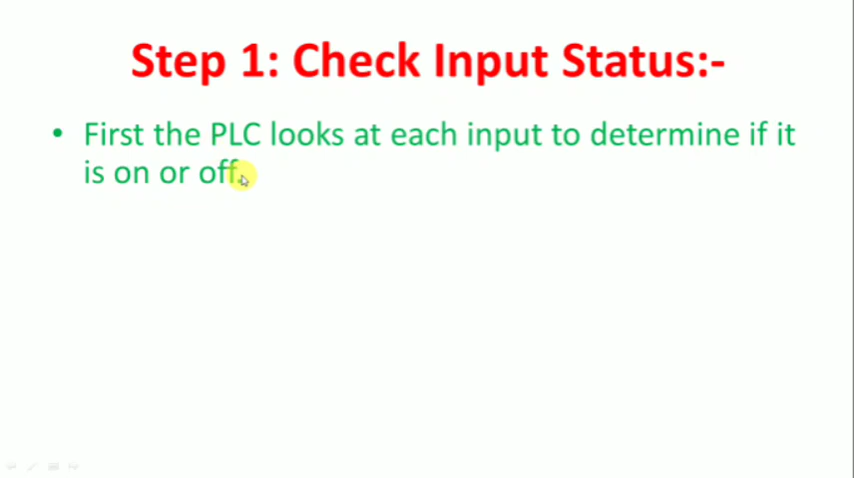 Step 1: Check Input Status:-
• First the PLC looks at each input to determine if it
is on or off.